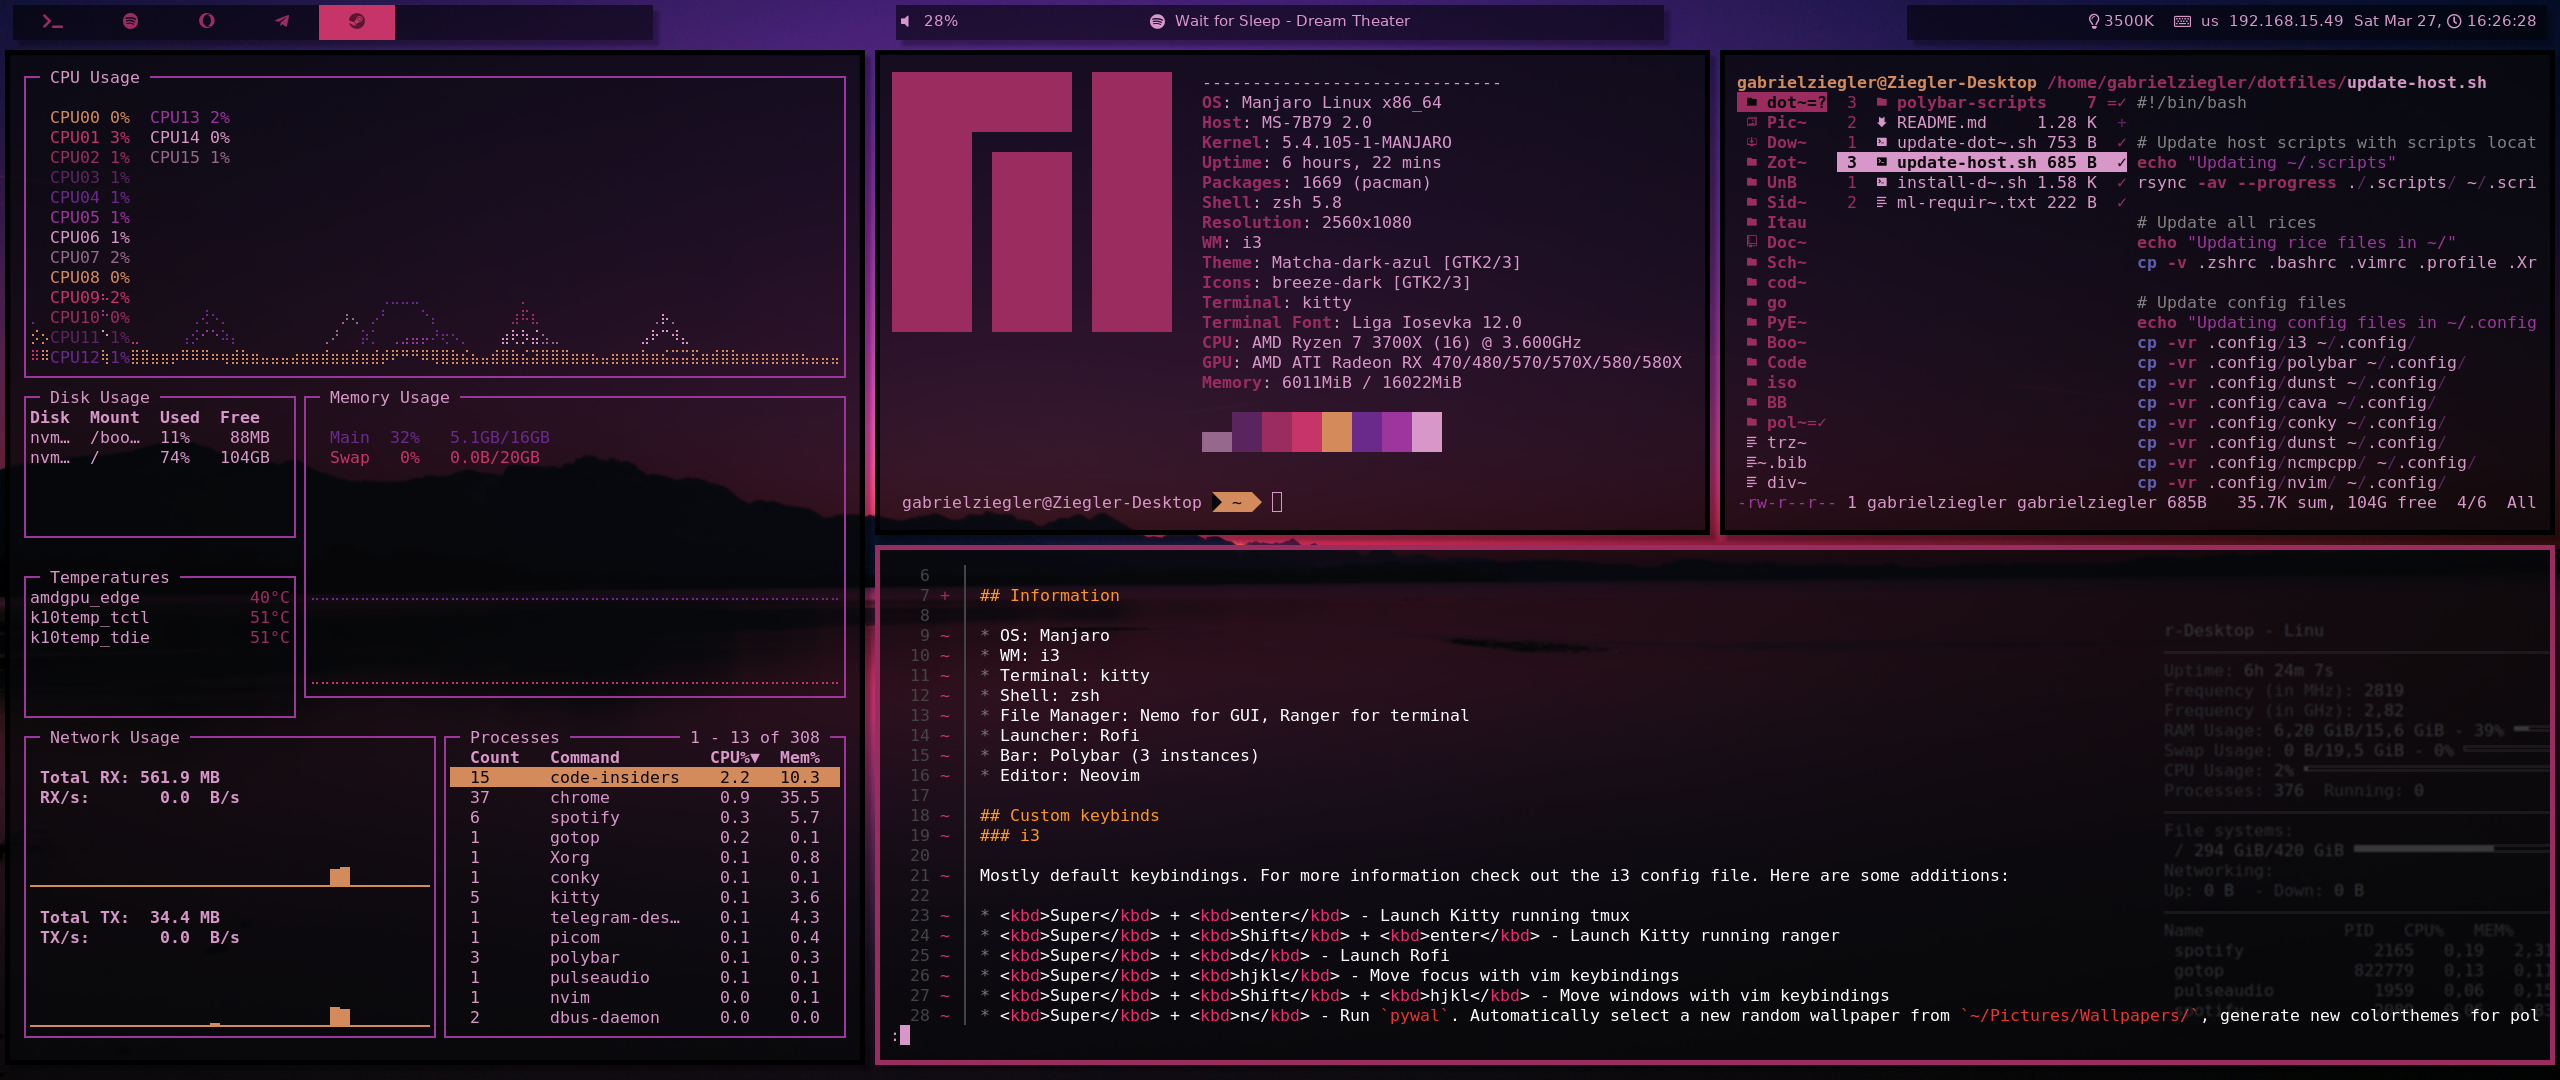 28%
Wait for Sleep - Dream Theater
3500K us 192.168.15.49 Sat Mar 27, 16:26:28
CPU Usage
CPU00 0% CPU13 2%
CPU01 3% CPU14 0%
CPU02 1% CPU15 1%
CPU03 1%
CPU04 1%
CPU05 1%
CPU06 1%
CPU07 2%
CPU08 0%
CPU09 2%
CPU10 0%
CPU11 1%
CPU12 1%
Disk Usage
Disk Mount Used Free
nvm… /boo… 11% 88MB
nvm… / 74% 104GB
Memory Usage
Main 32% 5.1GB/16GB
Swap 0% 0.0B/20GB
Temperatures
amdgpu_edge 40°C
k10temp_tctl 51°C
k10temp_tdie 51°C
Network Usage
Total RX: 561.9 MB
RX/s: 0.0 B/s
Total TX: 34.4 MB
TX/s: 0.0 B/s
Processes 1 - 13 of 308
Count Command CPU%▼ Mem%
15 code-insiders 2.2 10.3
37 chrome 0.9 35.5
6 spotify 0.3 5.7
1 gotop 0.2 0.1
1 Xorg 0.1 0.8
1 conky 0.1 0.1
5 kitty 0.1 3.6
1 telegram-des… 0.1 4.3
1 picom 0.1 0.4
3 polybar 0.1 0.3
1 pulseaudio 0.1 0.1
1 nvim 0.0 0.1
2 dbus-daemon 0.0 0.0
------------------------------
OS: Manjaro Linux x86_64
Host: MS-7B79 2.0
Kernel: 5.4.105-1-MANJARO
Uptime: 6 hours, 22 mins
Packages: 1669 (pacman)
Shell: zsh 5.8
Resolution: 2560x1080
WM: i3
Theme: Matcha-dark-azul [GTK2/3]
Icons: breeze-dark [GTK2/3]
Terminal: kitty
Terminal Font: Liga Iosevka 12.0
CPU: AMD Ryzen 7 3700X (16) @ 3.600GHz
GPU: AMD ATI Radeon RX 470/480/570/570X/580/580X
Memory: 6011MiB / 16022MiB
gabrielziegler@Ziegler-Desktop ~
gabrielziegler@Ziegler-Desktop /home/gabrielziegler/dotfiles/update-host.sh
dot~=? 3 polybar-scripts 7 =✓ #!/bin/bash
Pic~ 2 README.md 1.28 K +
Dow~ 1 update-dot~.sh 753 B ✓ # Update host scripts with scripts locat
Zot~ 3 update-host.sh 685 B ✓ echo "Updating ~/.scripts"
UnB 1 install-d~.sh 1.58 K ✓ rsync -av --progress ./.scripts/ ~/.scri
Sid~ 2 ml-requir~.txt 222 B ✓
Itau # Update all rices
Doc~ echo "Updating rice files in ~/"
Sch~ cp -v .zshrc .bashrc .vimrc .profile .Xr
cod~
go # Update config files
PyE~ echo "Updating config files in ~/.config
Boo~ cp -vr .config/i3 ~/.config/
Code cp -vr .config/polybar ~/.config/
iso cp -vr .config/dunst ~/.config/
BB cp -vr .config/cava ~/.config/
pol~=✓ cp -vr .config/conky ~/.config/
trz~ cp -vr .config/dunst ~/.config/
~.bib cp -vr .config/ncmpcpp/ ~/.config/
div~ cp -vr .config/nvim/ ~/.config/
-rw-r--r-- 1 gabrielziegler gabrielziegler 685B 35.7K sum, 104G free 4/6 All
6
7 + ## Information
8
9 ~ * OS: Manjaro
10 ~ * WM: i3
11 ~ * Terminal: kitty
12 ~ * Shell: zsh
13 ~ * File Manager: Nemo for GUI, Ranger for terminal
14 ~ * Launcher: Rofi
15 ~ * Bar: Polybar (3 instances)
16 ~ * Editor: Neovim
17
18 ~ ## Custom keybinds
19 ~ ### i3
20
21 ~ Mostly default keybindings. For more information check out the i3 config file. Here are some additions:
22
23 ~ * <kbd>Super</kbd> + <kbd>enter</kbd> - Launch Kitty running tmux
24 ~ * <kbd>Super</kbd> + <kbd>Shift</kbd> + <kbd>enter</kbd> - Launch Kitty running ranger
25 ~ * <kbd>Super</kbd> + <kbd>d</kbd> - Launch Rofi
26 ~ * <kbd>Super</kbd> + <kbd>hjkl</kbd> - Move focus with vim keybindings
27 ~ * <kbd>Super</kbd> + <kbd>Shift</kbd> + <kbd>hjkl</kbd> - Move windows with vim keybindings
28 ~ * <kbd>Super</kbd> + <kbd>n</kbd> - Run `pywal`. Automatically select a new random wallpaper from `~/Pictures/Wallpapers/`, generate new colorthemes for pol
:
r-Desktop - Linu
Uptime: 6h 24m 7s
Frequency (in MHz): 2819
Frequency (in GHz): 2,82
RAM Usage: 6,20 GiB/15,6 GiB - 39%
Swap Usage: 0 B/19,5 GiB - 0%
CPU Usage: 2%
Processes: 376 Running: 0
File systems:
/ 294 GiB/420 GiB
Networking:
Up: 0 B - Down: 0 B
Name PID CPU% MEM%
spotify 2165 0,19 2,31
gotop 822779 0,13 0,11
pulseaudio 1959 0,06 0,15